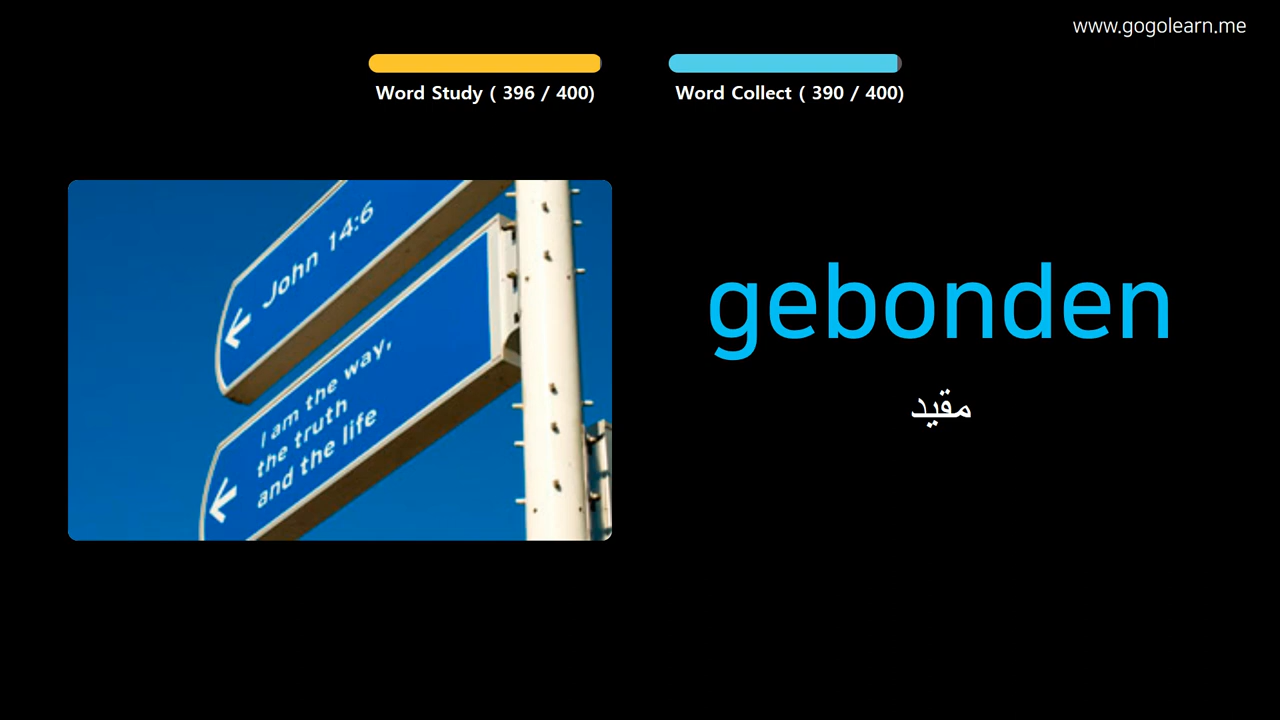 www.gogolearn.me
Word Study ( 396 / 400)
Word Collect ( 390 / 400)
John 14:6
I am the way,
the truth
and the life
gebonden
مقيد